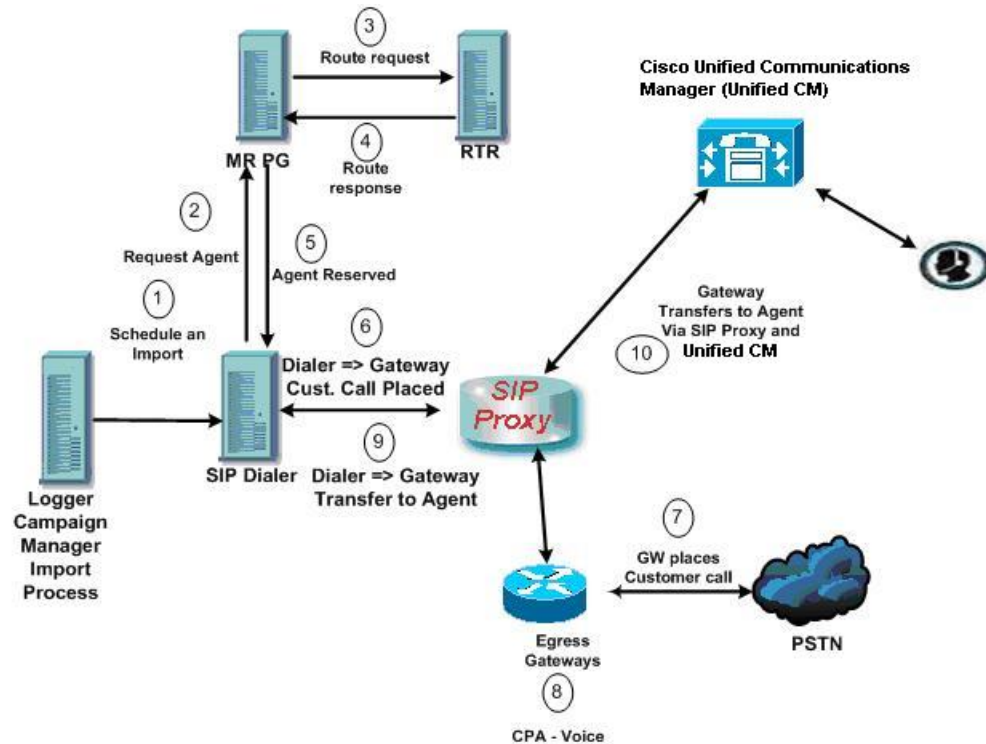 3
Route request
Cisco Unified Communications
Manager (Unified CM)
4
Route
response
MR PG
RTR
2
Request Agent
5
Agent Reserved
1
Schedule an
Import
6
Dialer => Gateway
Cust. Call Placed
Gateway
Transfers to Agent
Via SIP Proxy and
Unified CM
10
SIP
Proxy
9
Dialer => Gateway
Transfer to Agent
SIP Dialer
Logger
Campaign
Manager
Import
Process
7
GW places
Customer call
PSTN
Egress
Gateways
8
CPA - Voice